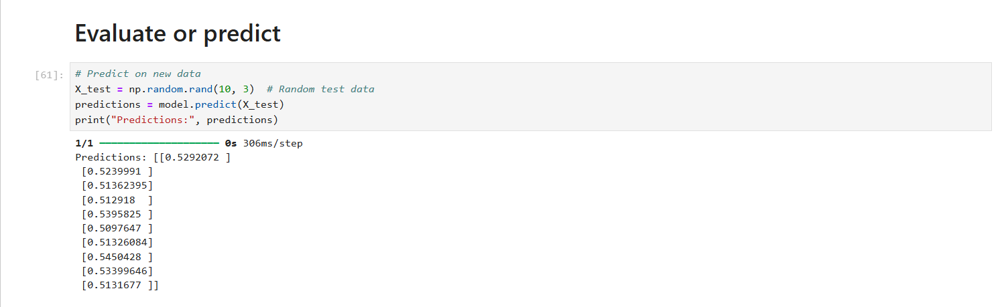 Evaluate or predict
[61]:
# Predict on new data
X_test = np.random.rand(10, 3)  # Random test data
predictions = model.predict(X_test)
print("Predictions:", predictions)
1/1 ━━━━━━━━━━━━━━━━━━━━ 0s 306ms/step
Predictions: [[0.5292072 ]
 [0.5239991 ]
 [0.51362395]
 [0.512918  ]
 [0.5395825 ]
 [0.5097647 ]
 [0.51326084]
 [0.5450428 ]
 [0.53399646]
 [0.5131677 ]]